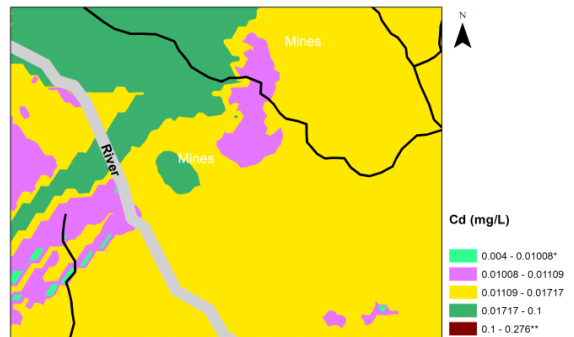 N
Mines
Mines
River
Cd (mg/L)
0.004 - 0.01008*
0.01008 - 0.01109
0.01109 - 0.01717
0.01717 - 0.1
0.1 - 0.276**